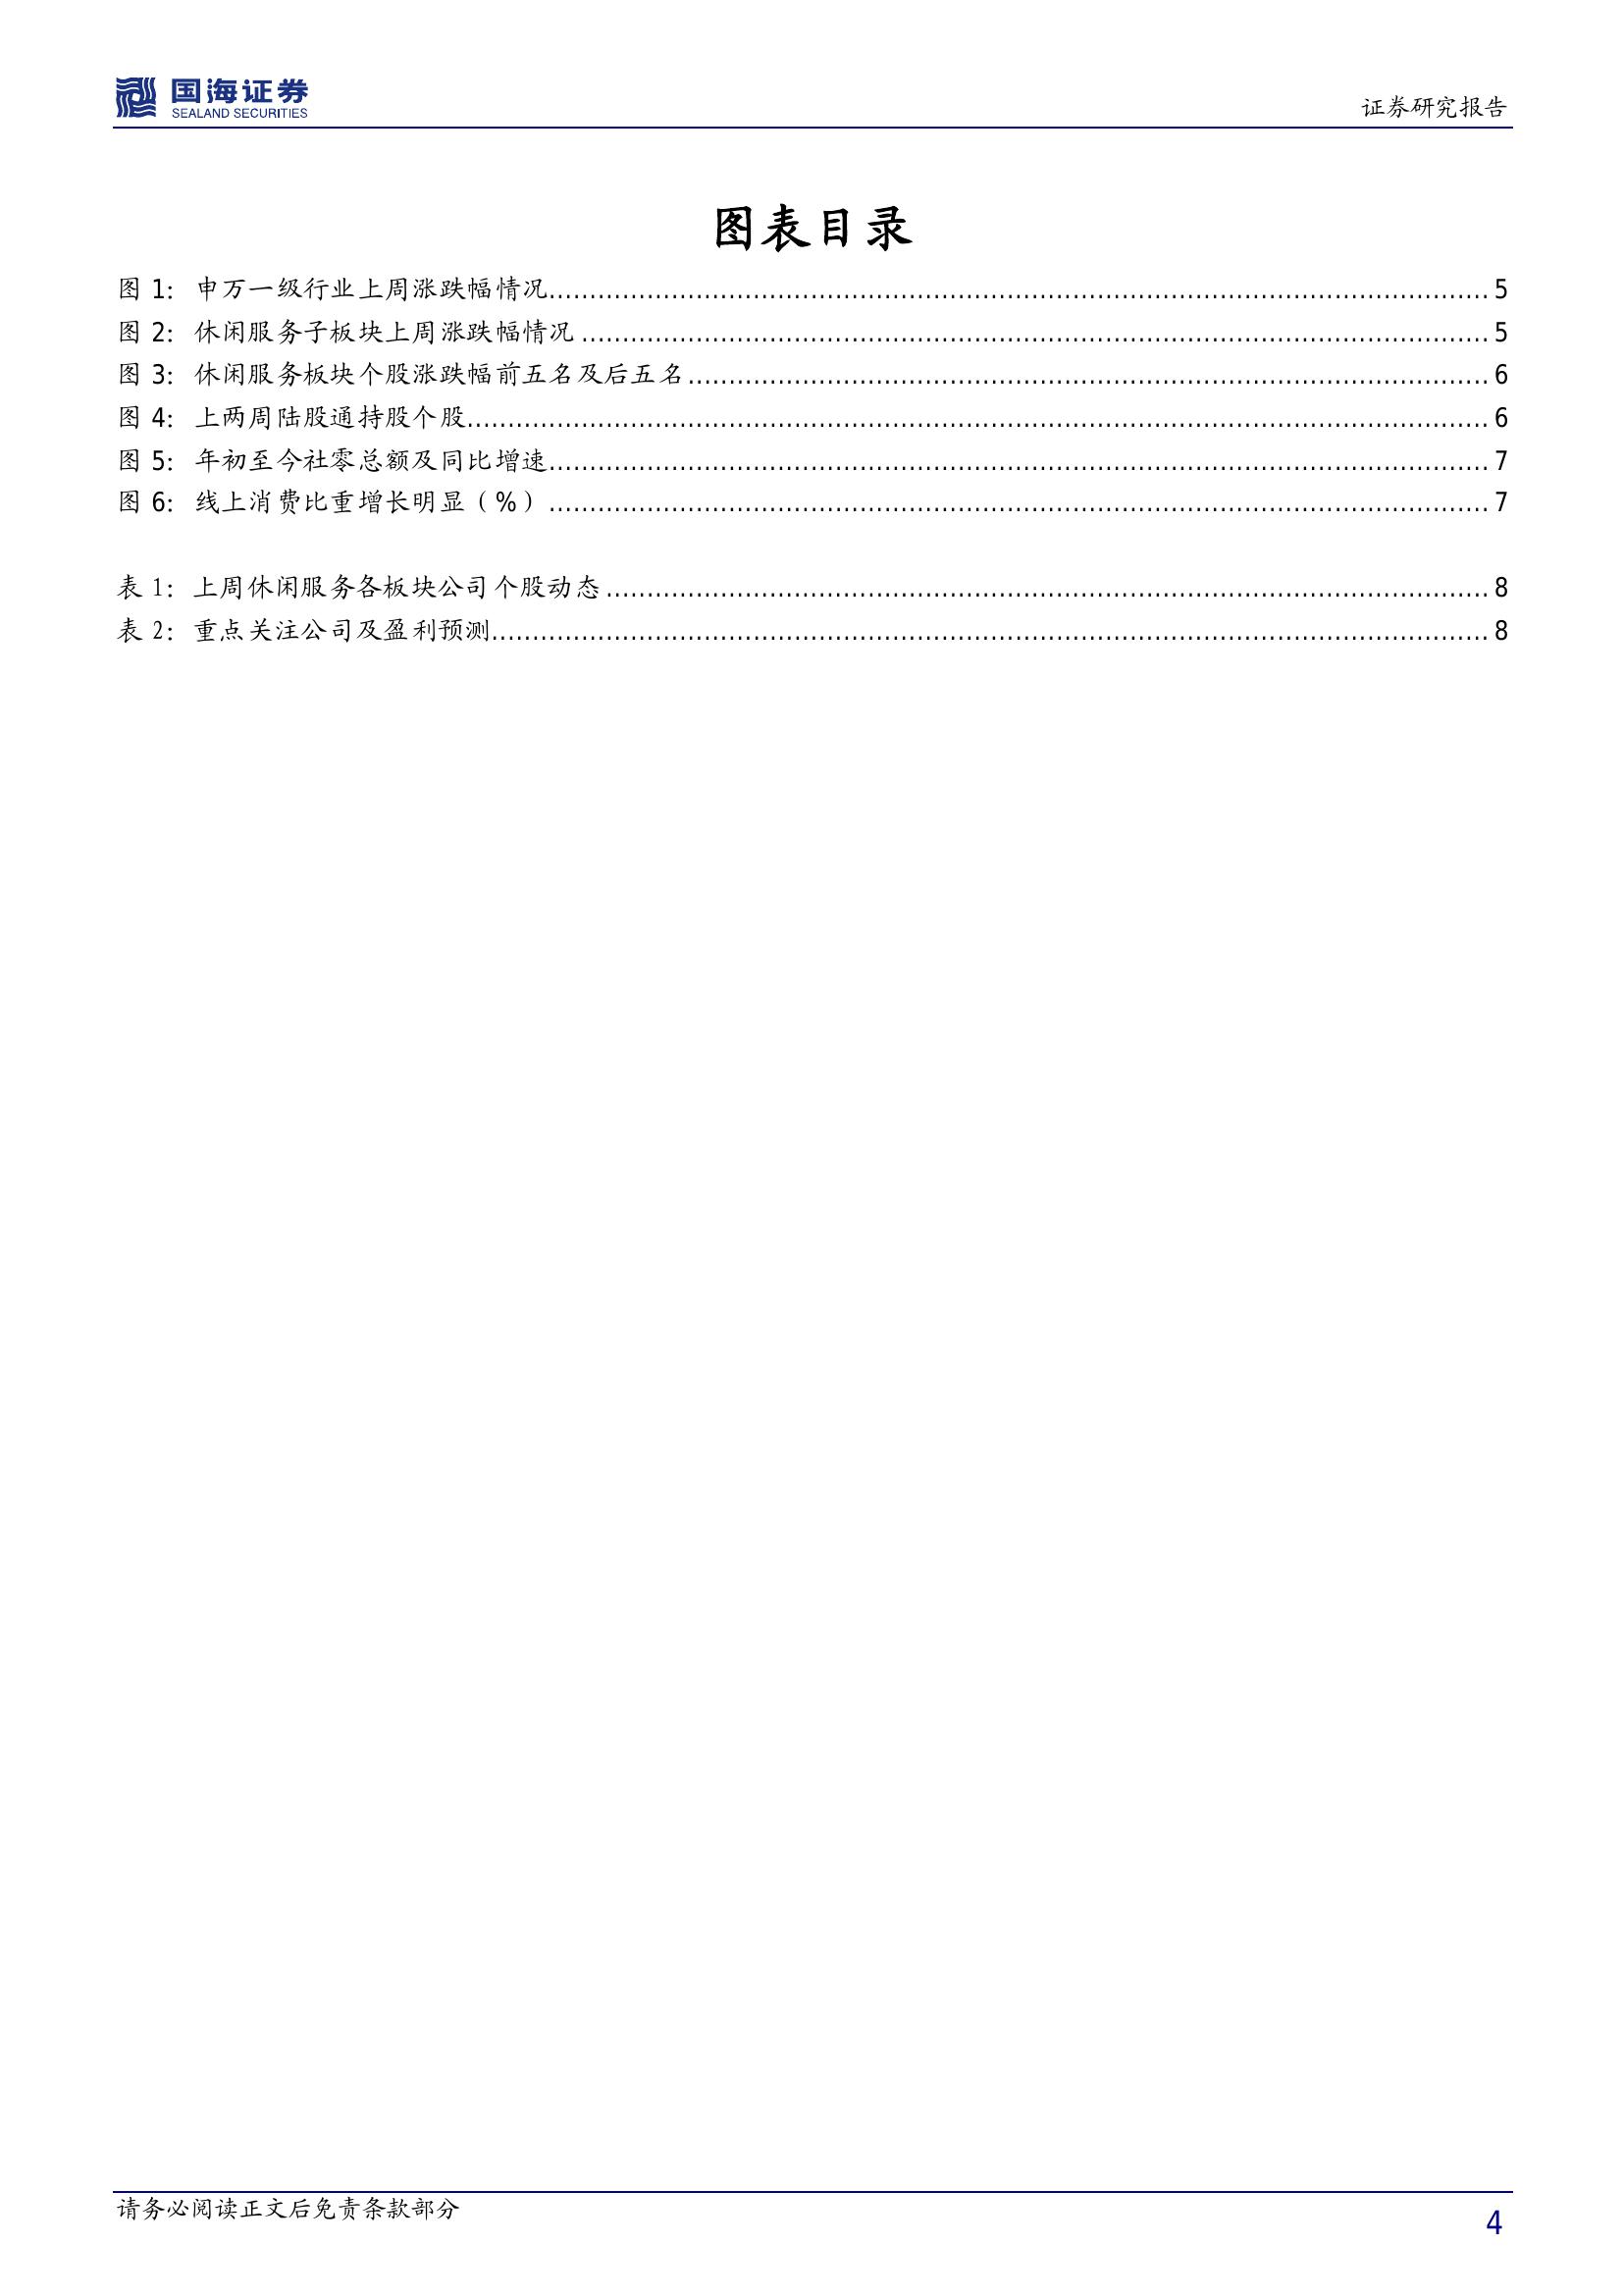 国海证券
SEALAND SECURITIES
证券研究报告
图表目录
图 1：申万一级行业上周涨跌幅情况........................................ 5
图 2：休闲服务子板块上周涨跌幅情况........................................ 5
图 3：休闲服务板块个股涨跌幅前五名及后五名........................................ 6
图 4：上两周陆股通持股个股........................................ 6
图 5：年初至今社零总额及同比增速........................................ 7
图 6：线上消费比重增长明显（%）........................................ 7
表 1：上周休闲服务各板块公司个股动态........................................ 8
表 2：重点关注公司及盈利预测........................................ 8
请务必阅读正文后免责条款部分
4